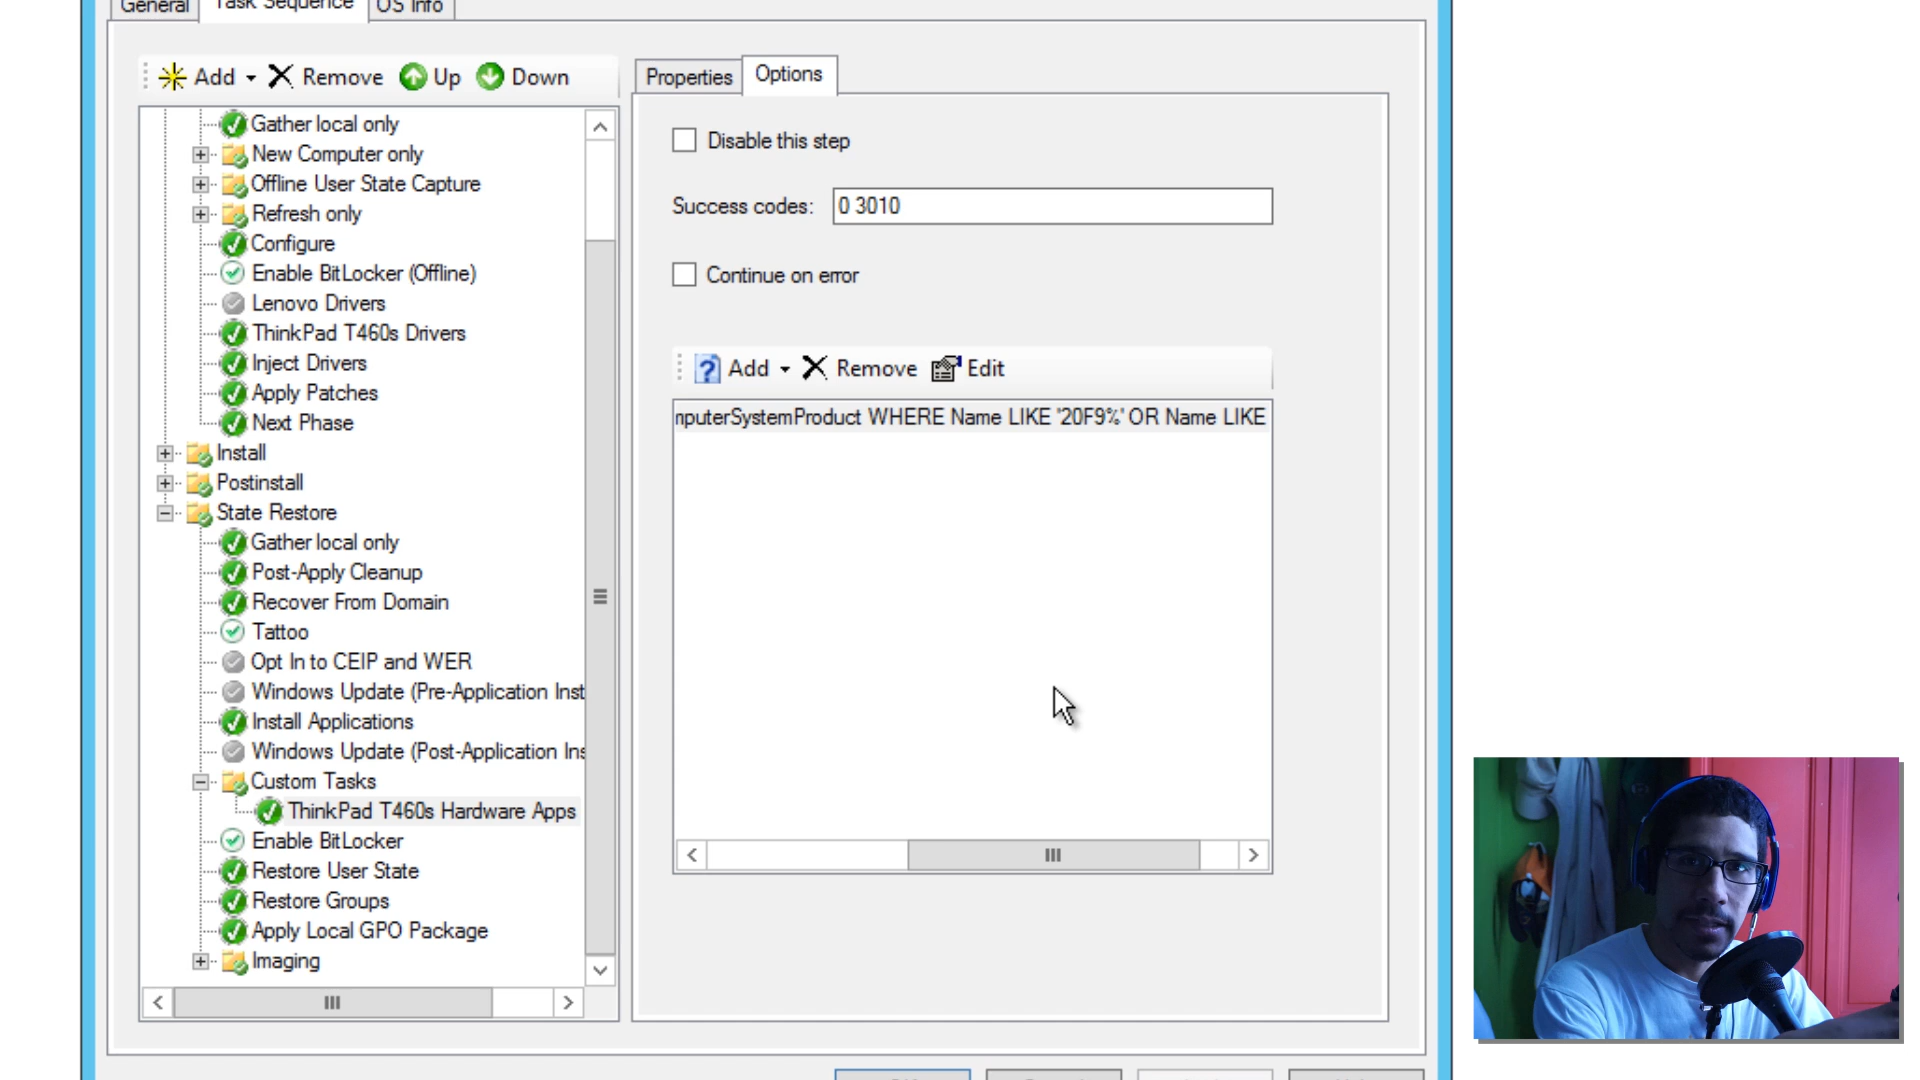 General Task Sequence OS Info
Add Remove Up Down
Gather local only
New Computer only
Offline User State Capture
Refresh only
Configure
Enable BitLocker (Offline)
Lenovo Drivers
ThinkPad T460s Drivers
Inject Drivers
Apply Patches
Next Phase
Install
Postinstall
State Restore
Gather local only
Post-Apply Cleanup
Recover From Domain
Tattoo
Opt In to CEIP and WER
Windows Update (Pre-Application Inst
Install Applications
Windows Update (Post-Application Ins
Custom Tasks
ThinkPad T460s Hardware Apps
Enable BitLocker
Restore User State
Restore Groups
Apply Local GPO Package
Imaging
Properties Options
Disable this step
Success codes: 0 3010
Continue on error
Add Remove Edit
nputerSystemProduct WHERE Name LIKE '20F9%' OR Name LIKE